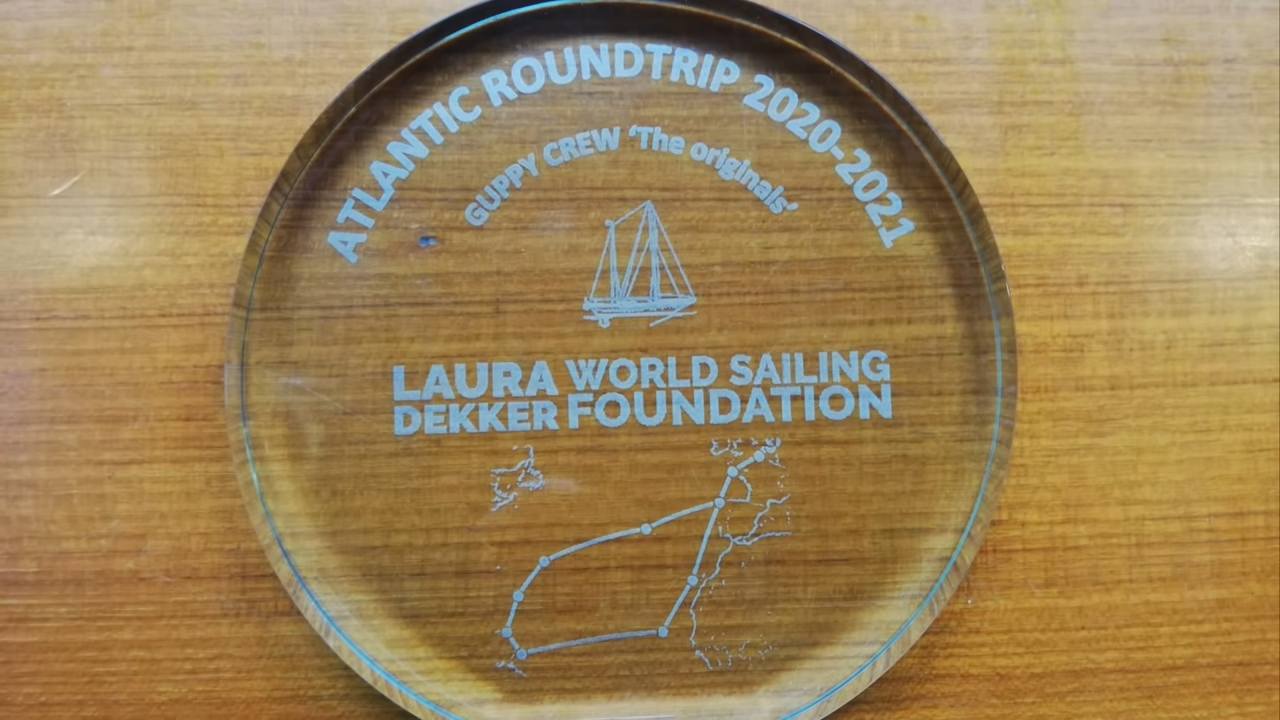 ATLANTIC ROUNDTRIP 2020-2021
GUPPY CREW ‘The originals’
LAURA WORLD SAILING
DEKKER FOUNDATION